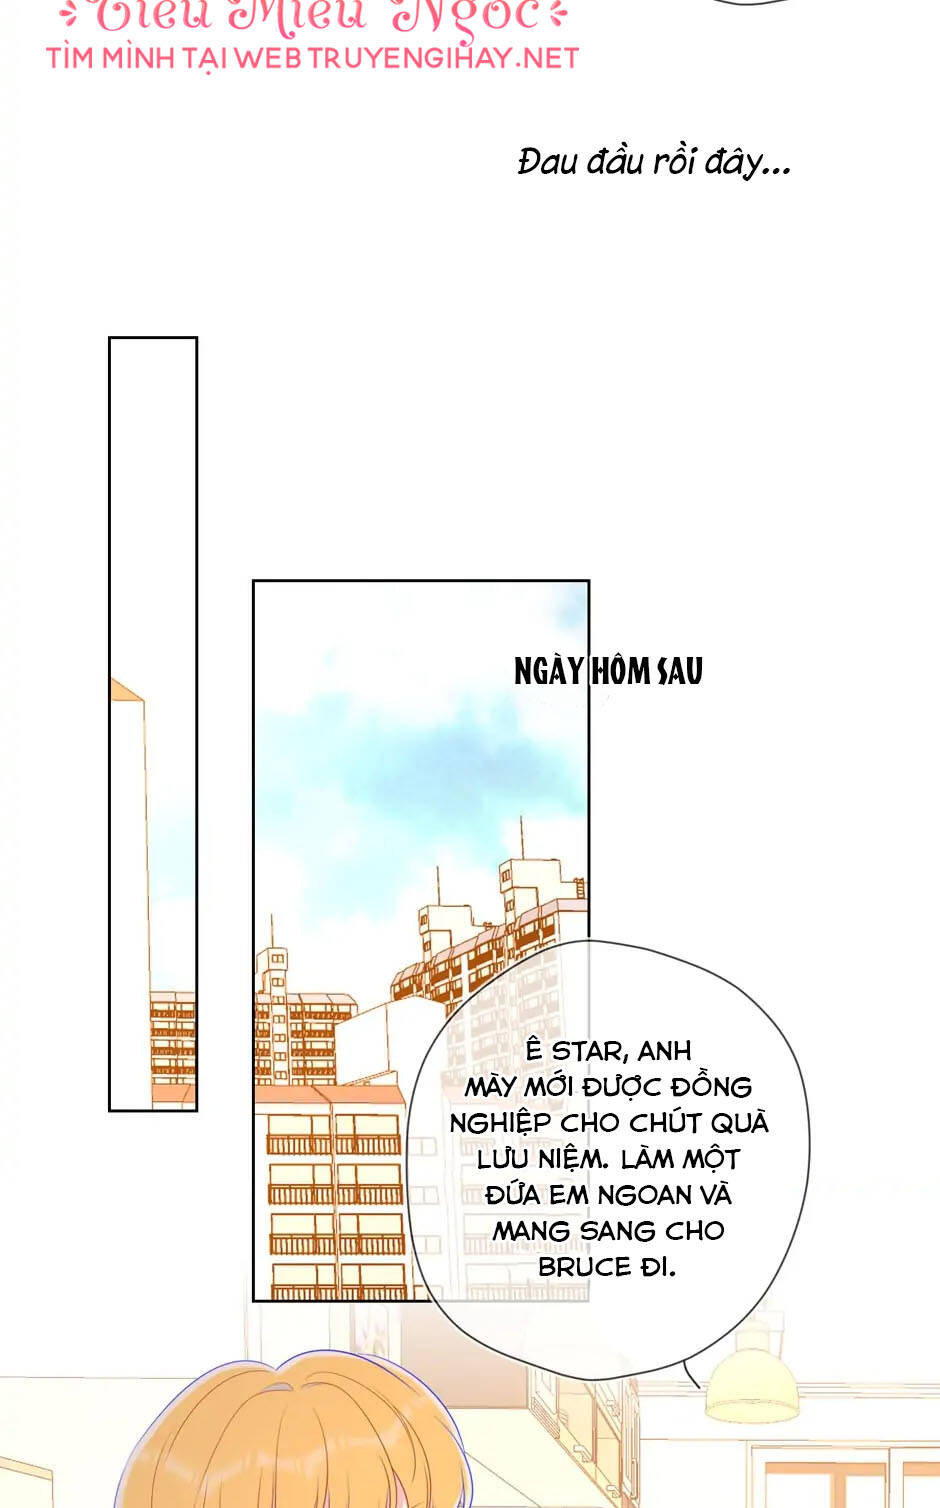 Tiểu Miêu Ngọc
TÌM MÌNH TẠI WEB TRUYENGIHAY.NET
Đau đầu rồi đây...
NGÀY HÔM SAU
Ê STAR, ANH
MÀY MỚI ĐƯỢC ĐỒNG
NGHIỆP CHO CHÚT QUÀ
LƯU NIỆM. LÀM MỘT
ĐỨA EM NGOAN VÀ
MANG SANG CHO
BRUCE ĐI.